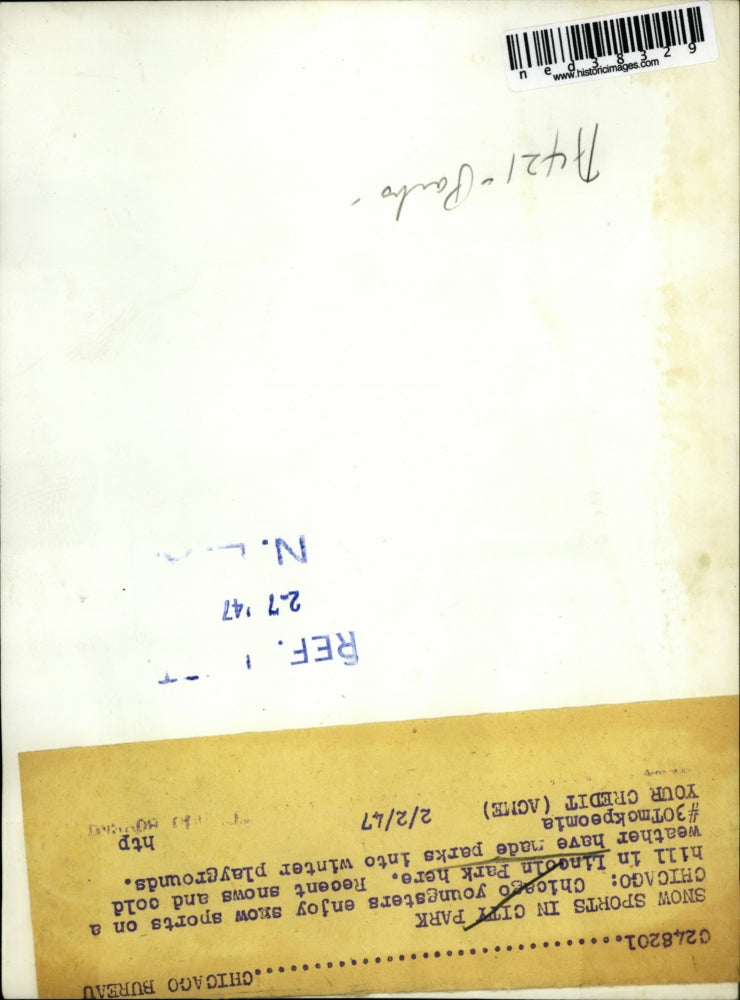 ned38329
www.historicimages.com
C248201.......................................CHICAGO BUREAU
SNOW SPORTS IN CITY PARK
CHICAGO: Chicago youngsters enjoy snow sports on a
hill in Lincoln Park here. Recent snows and cold
weather have made parks into winter playgrounds.
#30Tmokpeomia htp
YOUR CREDIT (ACME) 2/2/47
REF.
2-7 '47
N.
A421-Parks-